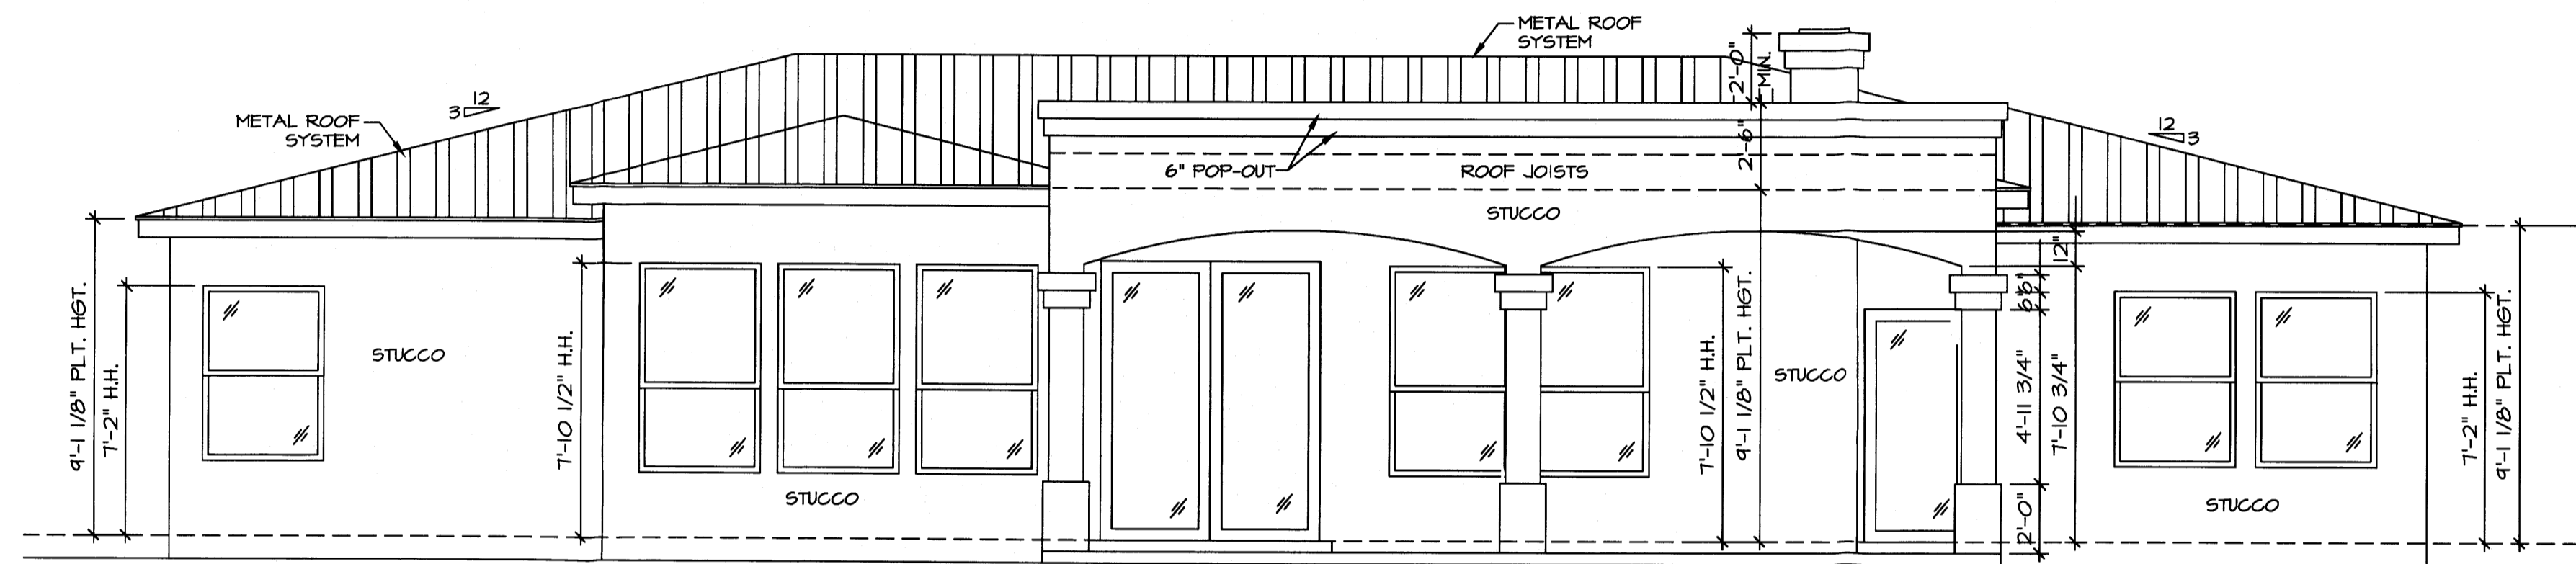 METAL ROOF
SYSTEM
2'-0"
MIN.
12
3
METAL ROOF
SYSTEM
12
3
2'-6"
6" POP-OUT
ROOF JOISTS
STUCCO
12"
6"
6"
9'-1 1/8" PLT. HGT.
7'-2" H.H.
STUCCO
7'-10 1/2" H.H.
STUCCO
7'-10 1/2" H.H.
9'-1 1/8" PLT. HGT.
STUCCO
4'-11 3/4"
7'-10 3/4"
2'-0"
STUCCO
7'-2" H.H.
9'-1 1/8" PLT. HGT.